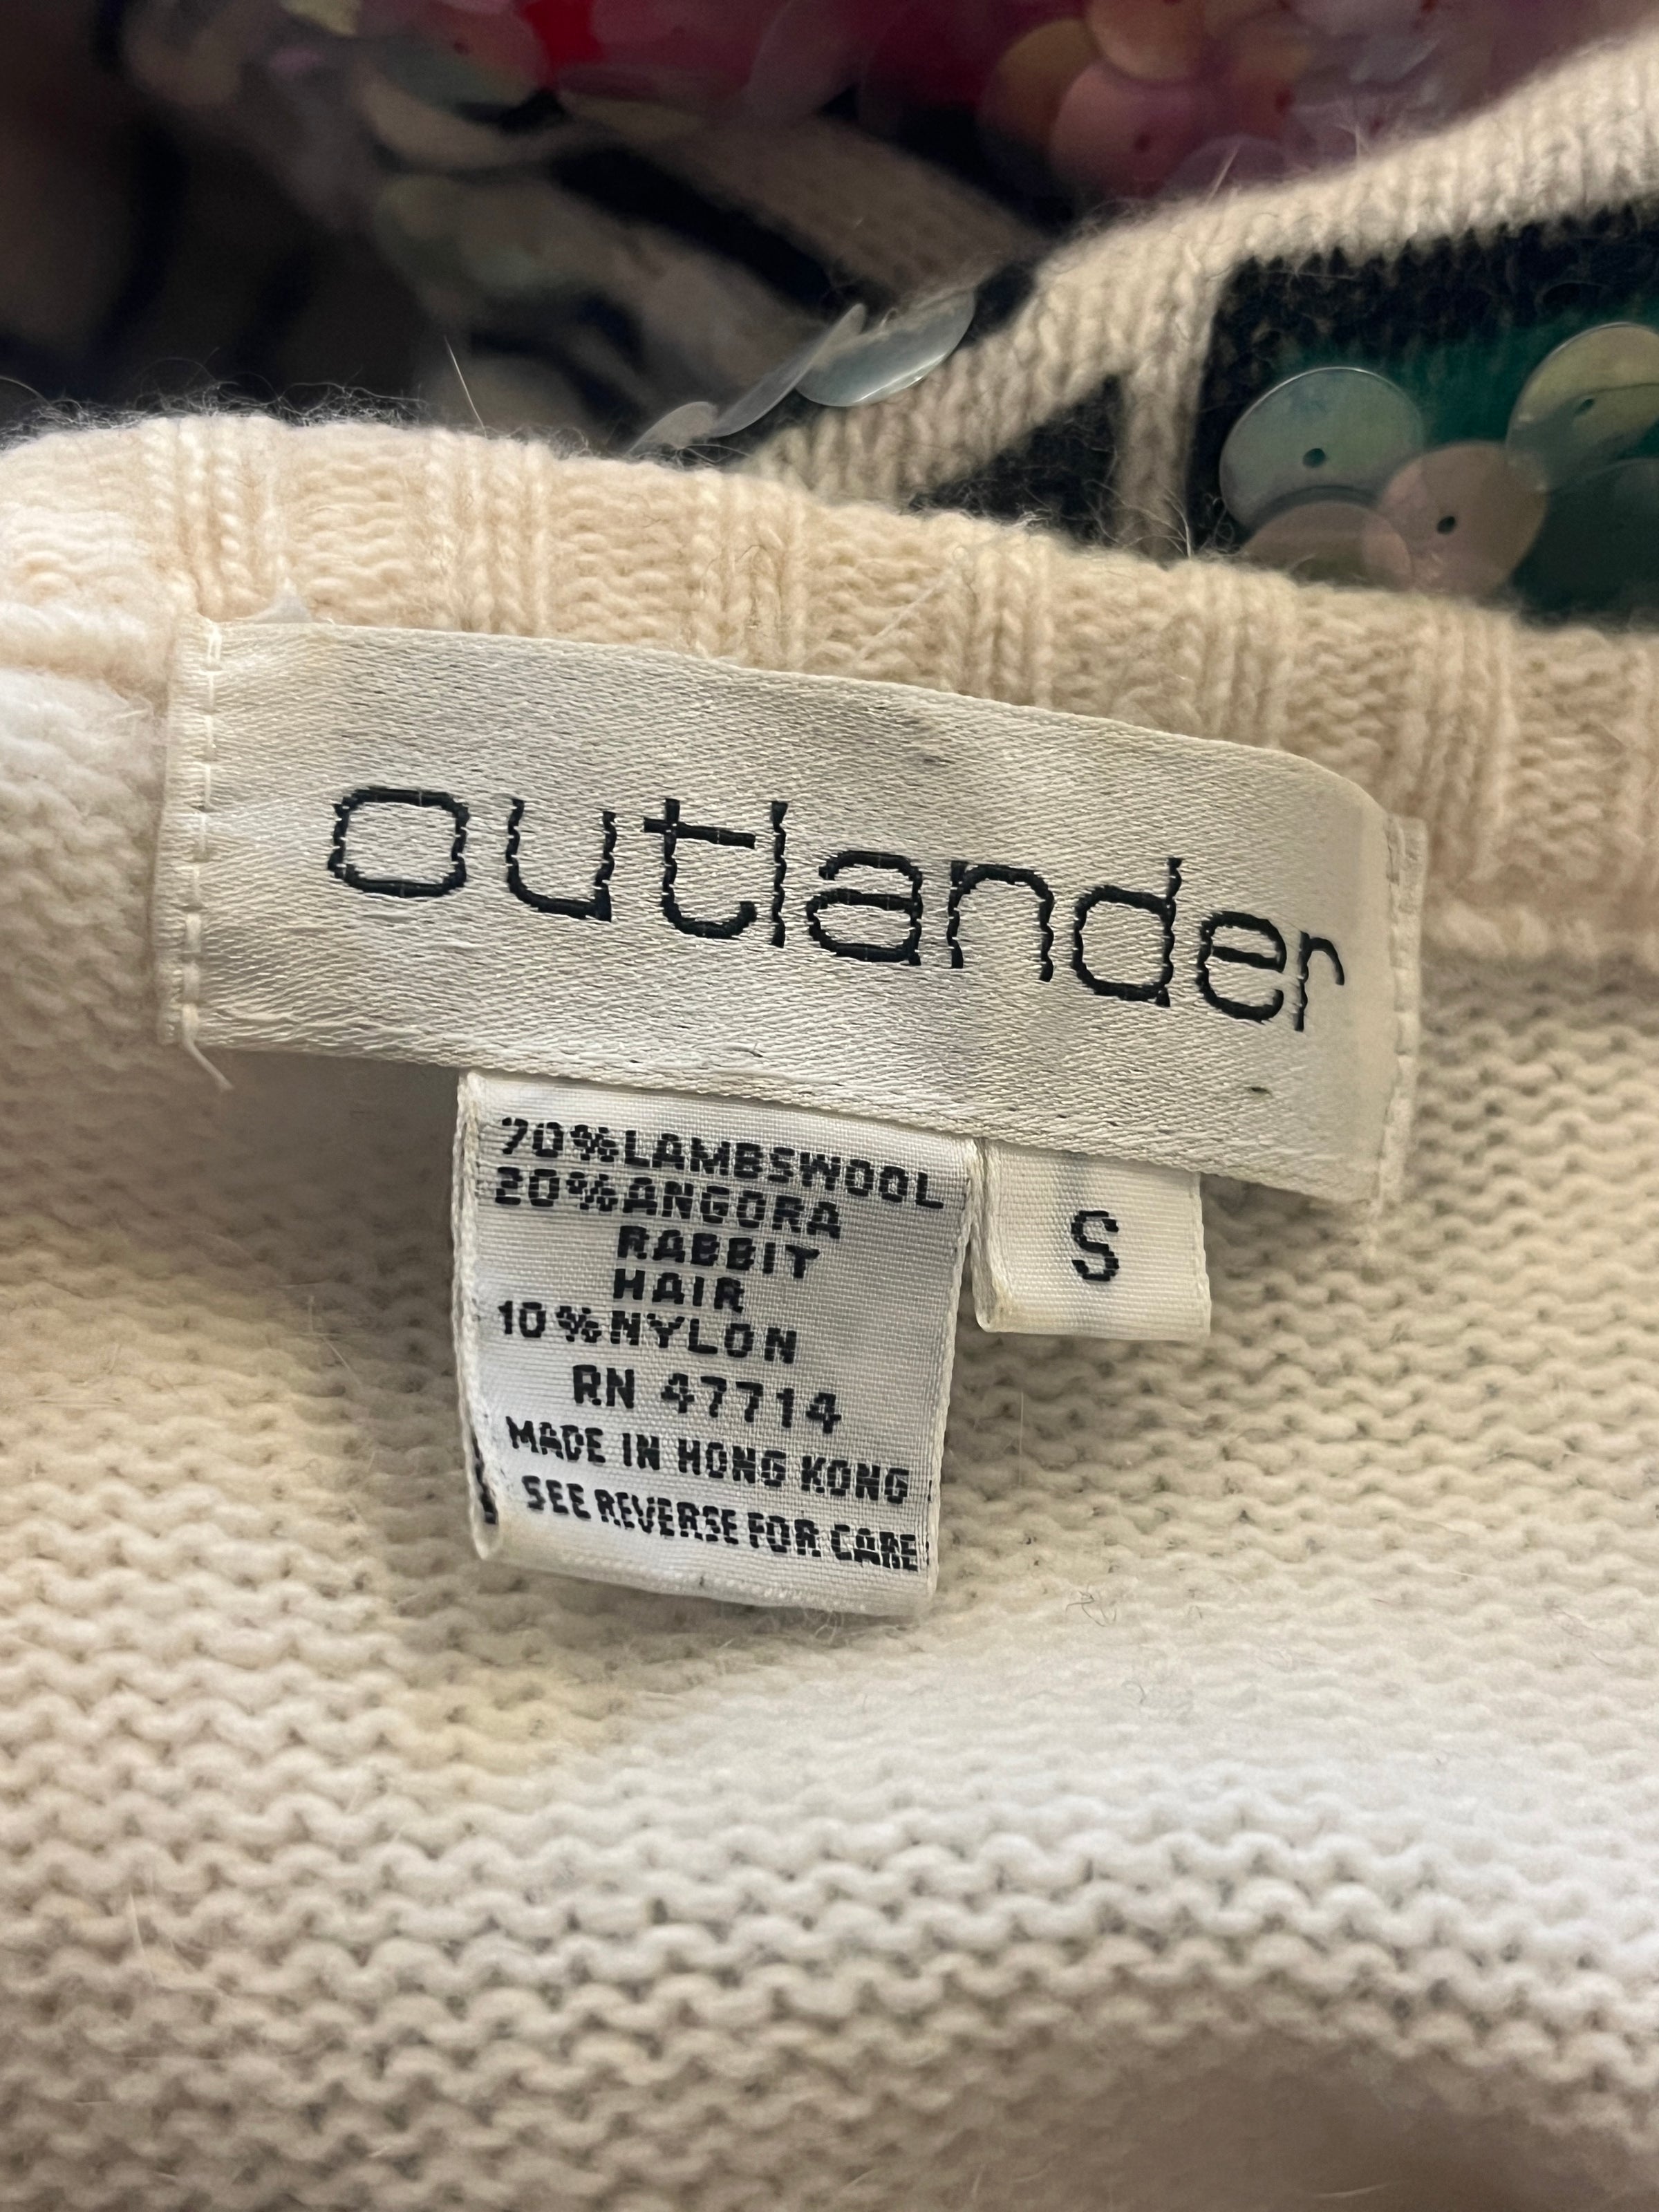 outlander
70%LAMBSWOOL
20%ANGORA
RABBIT
HAIR
10%NYLON
RN 47714
MADE IN HONG KONG
SEE REVERSE FOR CARE
S